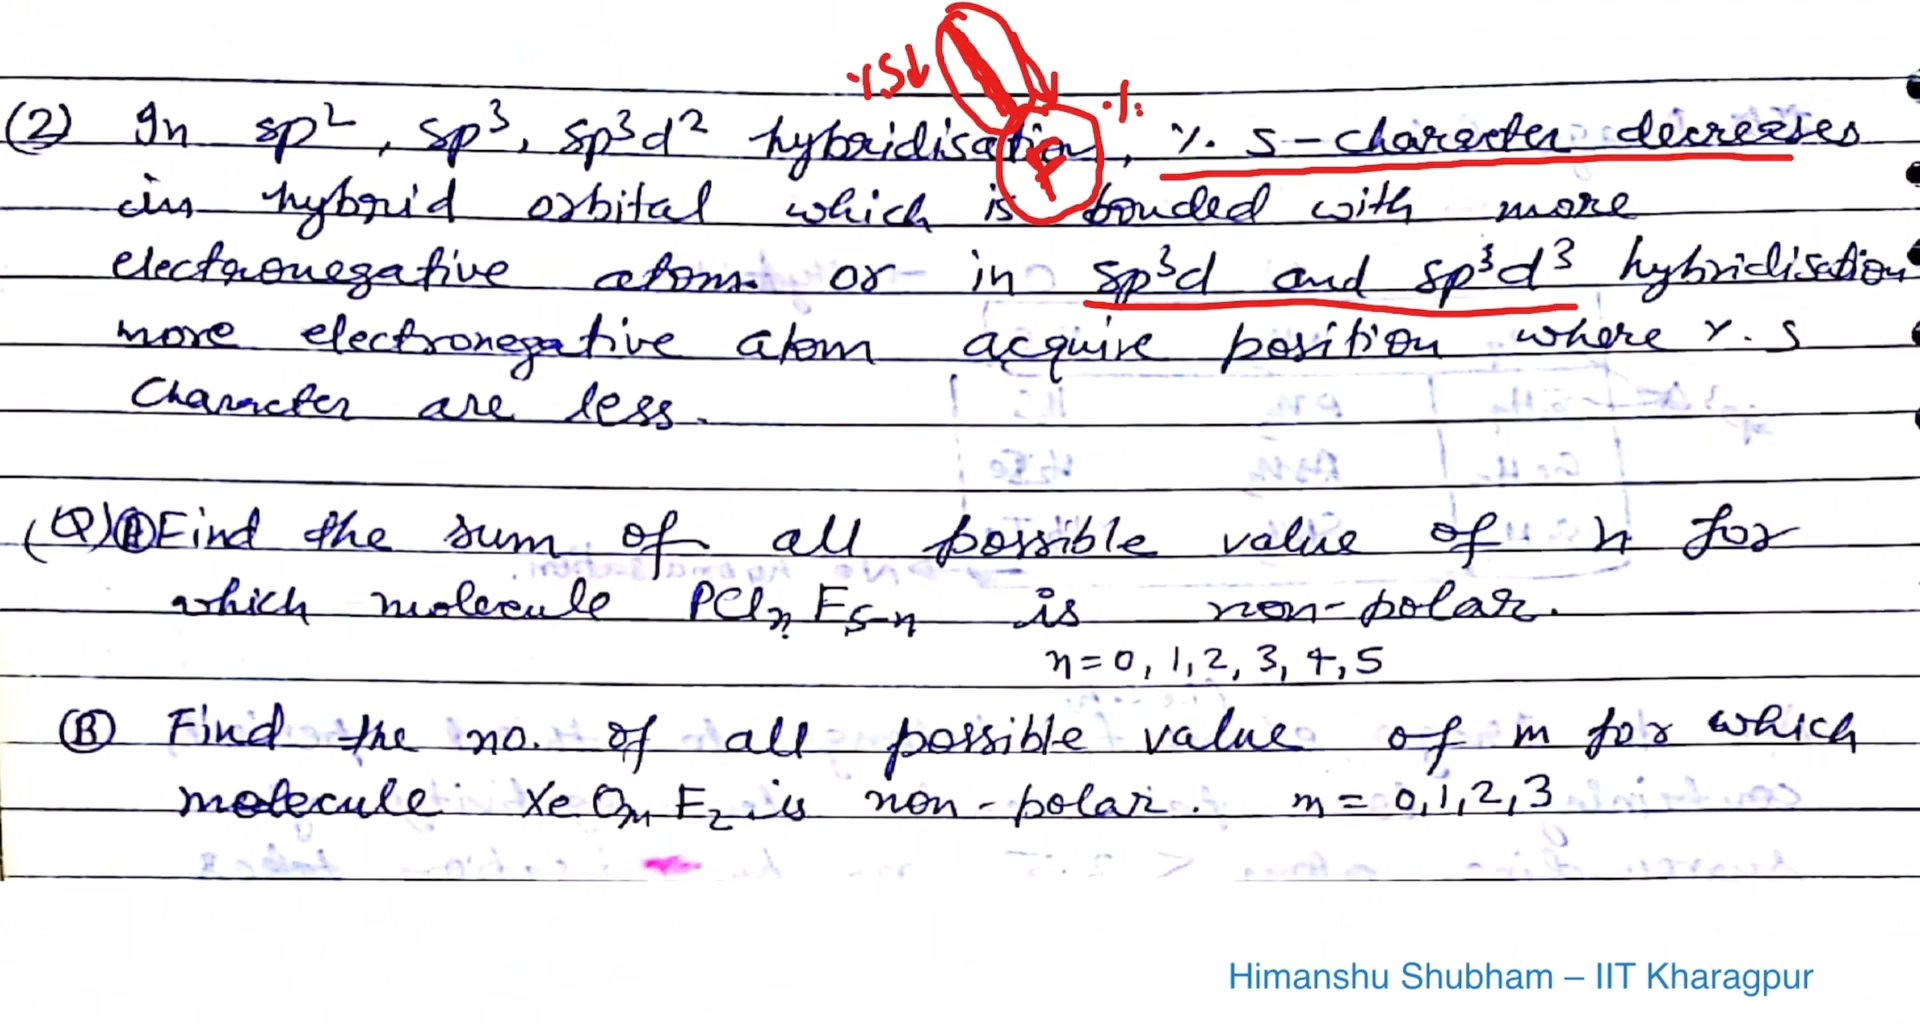 %S↓
%
(2) In sp², sp³, sp³d² hybridisation, % s-character decreases
in hybrid orbital which is bonded with more
electronegative atom or in sp³d and sp³d³ hybridisation
more electronegative atom acquire position where % s
Character are less.
(Q) Ⓐ Find the sum of all possible value of n for
which molecule PClₙF₅₋ₙ is non-polar.
n = 0, 1, 2, 3, 4, 5
Ⓑ Find the no. of all possible value of m for which
molecule XeOₘF₂ is non-polar. m = 0,1,2,3
Himanshu Shubham – IIT Kharagpur